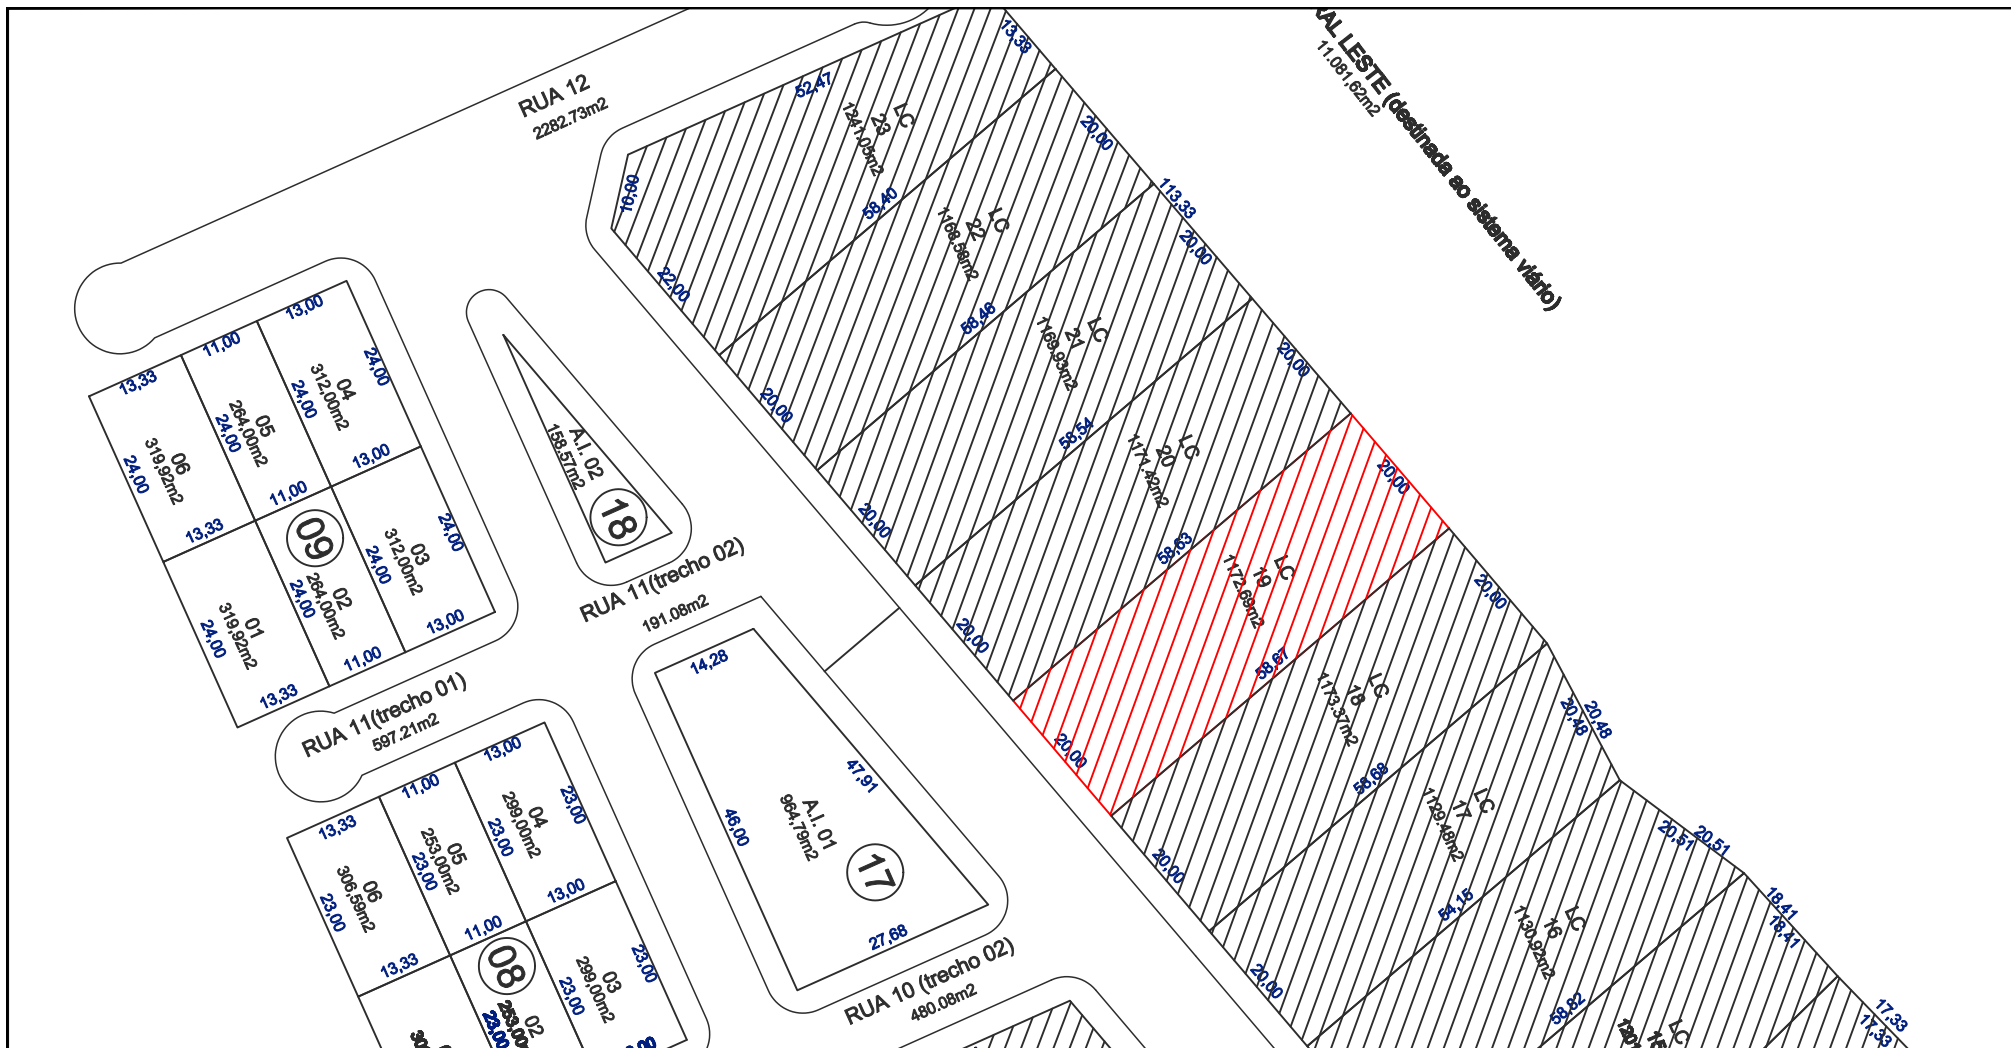 RUA 12
2282.73m2
RAL LESTE (destinada ao sistema viário)
11.081,62m2
13,33
52,47
LC
23
1241.05m2
10,00
22,00
58,40
20,00
113,33
LC
22
1168.58m2
20,00
58,46
20,00
LC
21
1169.93m2
20,00
58,54
20,00
LC
20
1171.42m2
20,00
58,63
20,00
LC
19
1172.69m2
20,00
58,67
20,00
LC
18
1173.37m2
20,00
58,68
20,48
20,48
LC
17
1129.48m2
20,00
54,15
20,51
20,51
LC
16
1130.92m2
58,82
18,41
18,41
17,33
17,33
LC
13,33
11,00
13,00
06
319,92m2
24,00
05
264,00m2
24,00
04
312,00m2
24,00
24,00
13,33
11,00
13,00
09
01
319,92m2
24,00
02
264,00m2
24,00
03
312,00m2
24,00
24,00
13,33
11,00
13,00
A.I. 02
158.57m2
18
RUA 11(trecho 02)
191.08m2
RUA 11(trecho 01)
597.21m2
14,28
47,91
46,00
A.I. 01
964,79m2
17
27,68
RUA 10 (trecho 02)
480.08m2
13,33
11,00
13,00
06
306,59m2
23,00
05
253,00m2
23,00
04
299,00m2
23,00
23,00
13,33
11,00
13,00
08
02
23,00
03
299,00m2
23,00
23,00